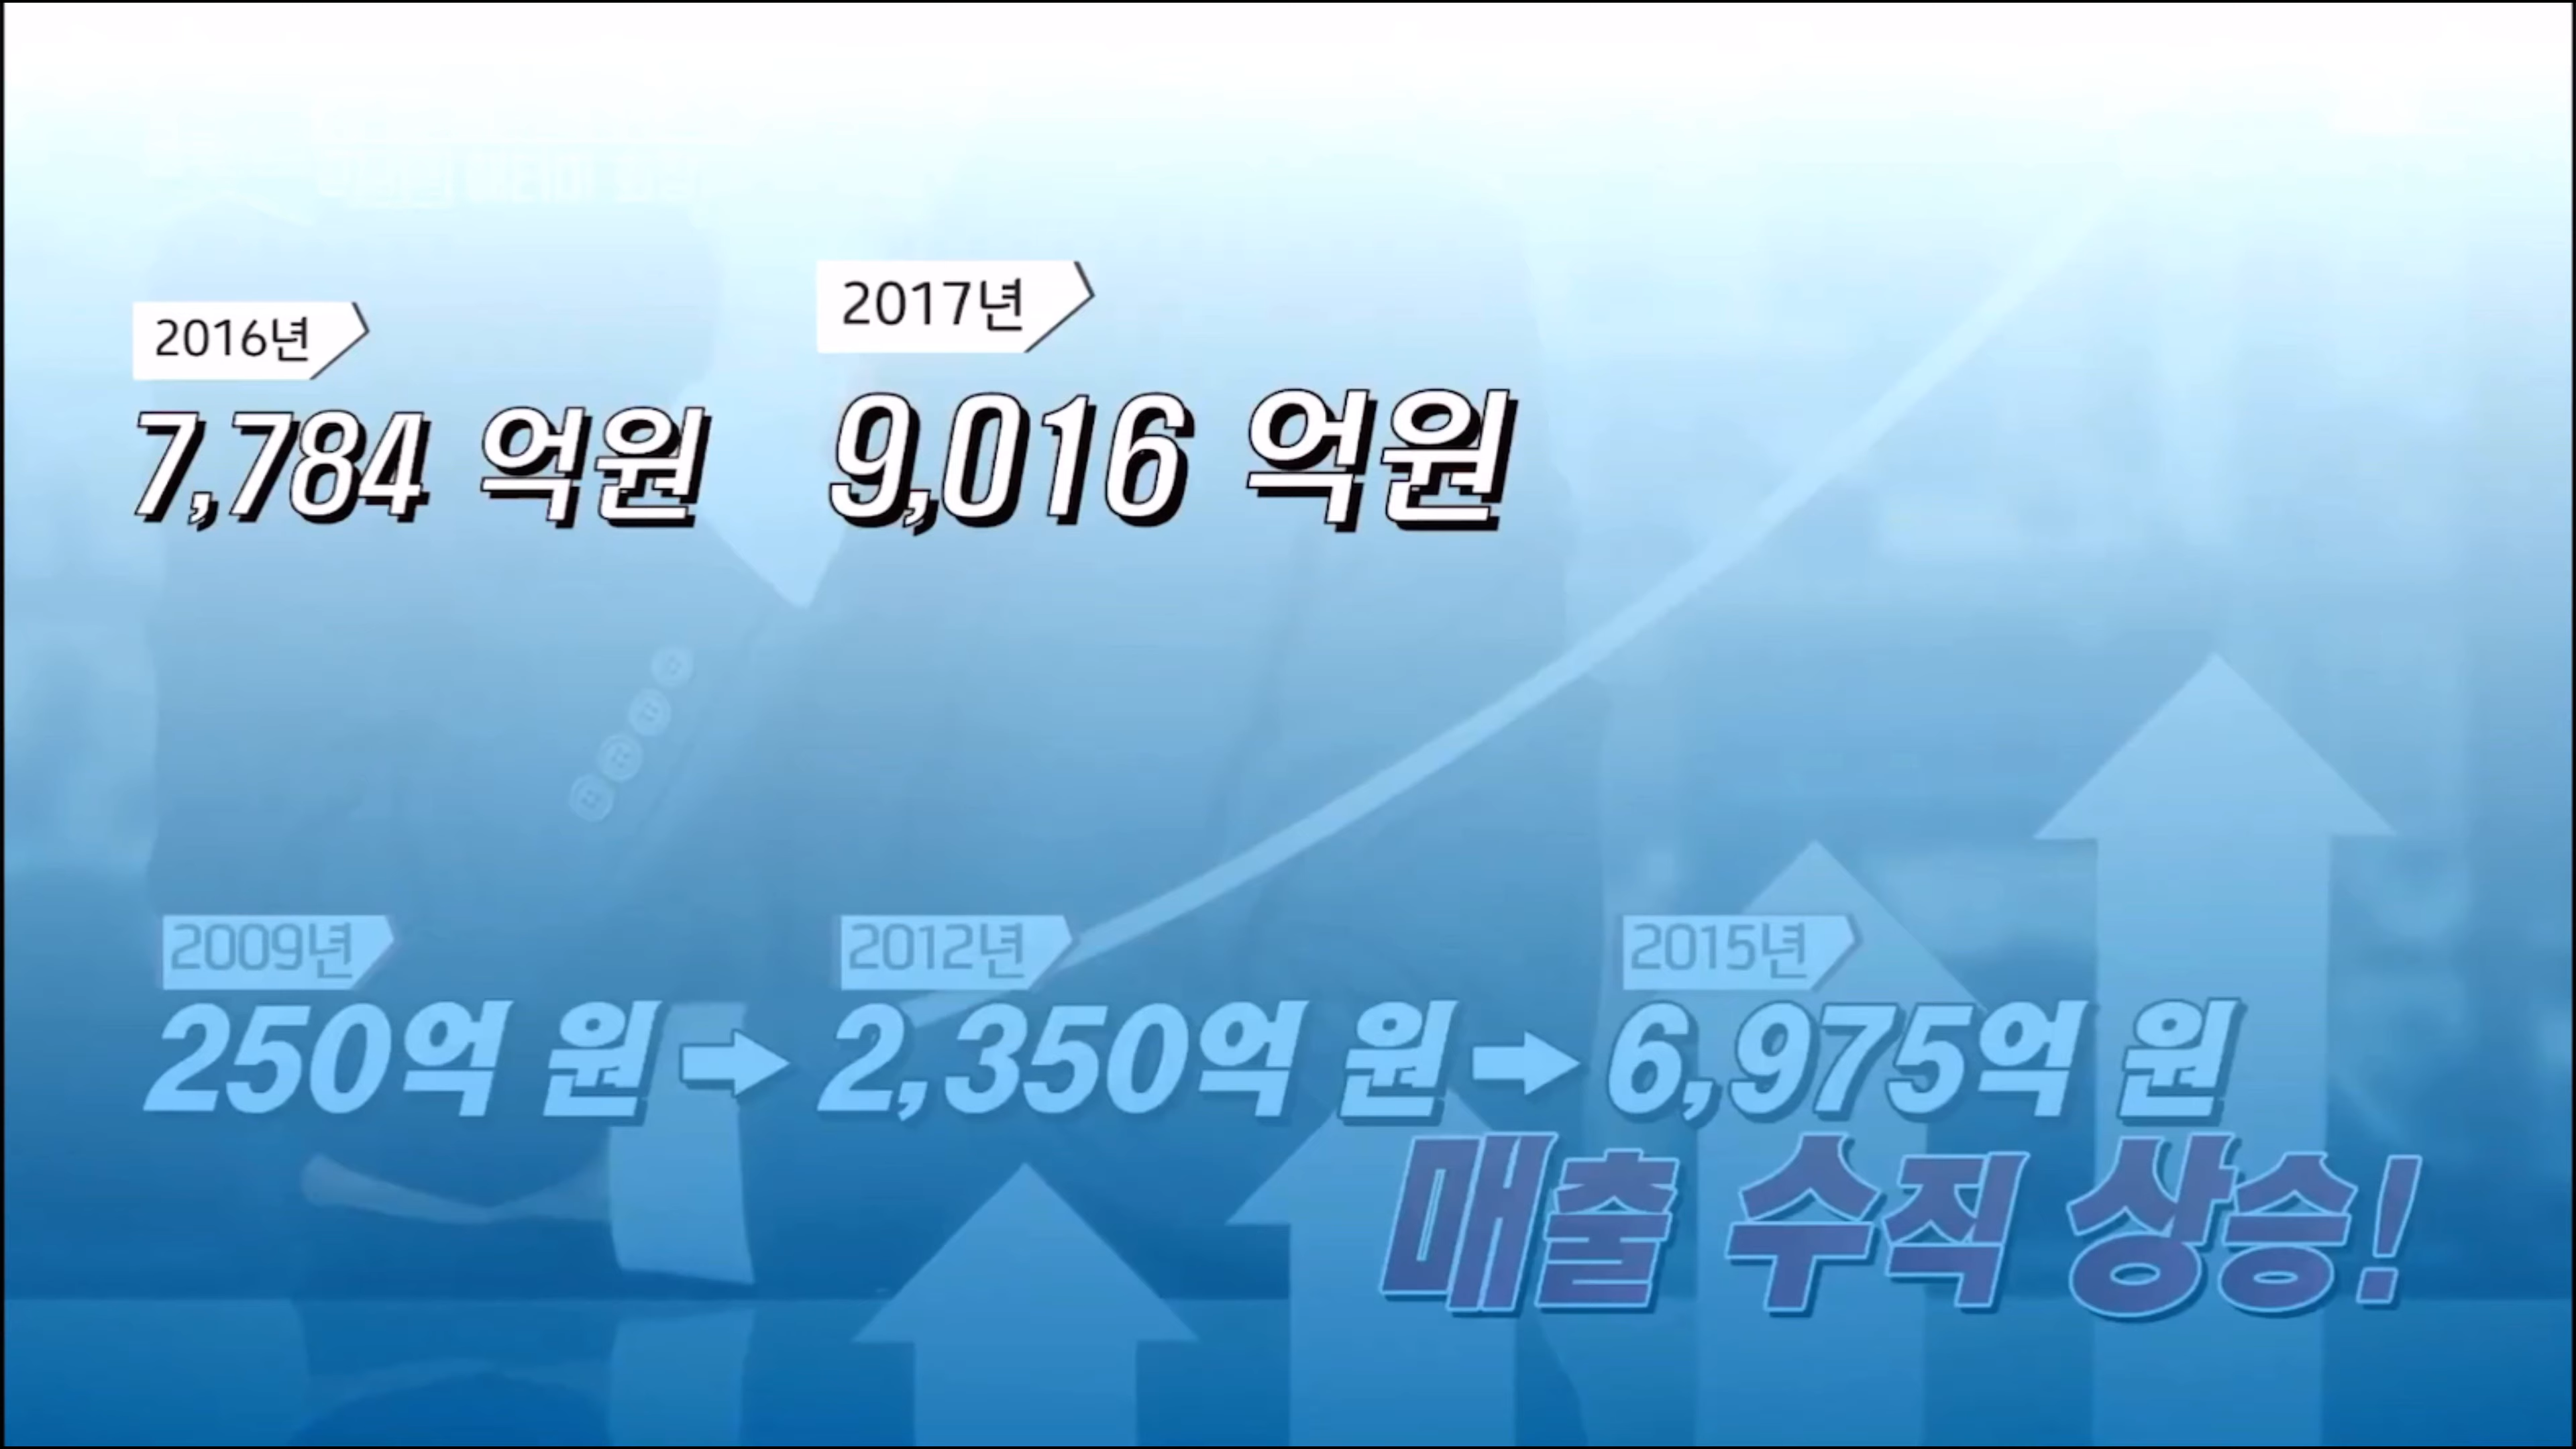 2016년 2017년
7,784 억원 9,016 억원
2009년 2012년 2015년
250억 원 2,350억 원 6,975억 원
매출 수직 상승!